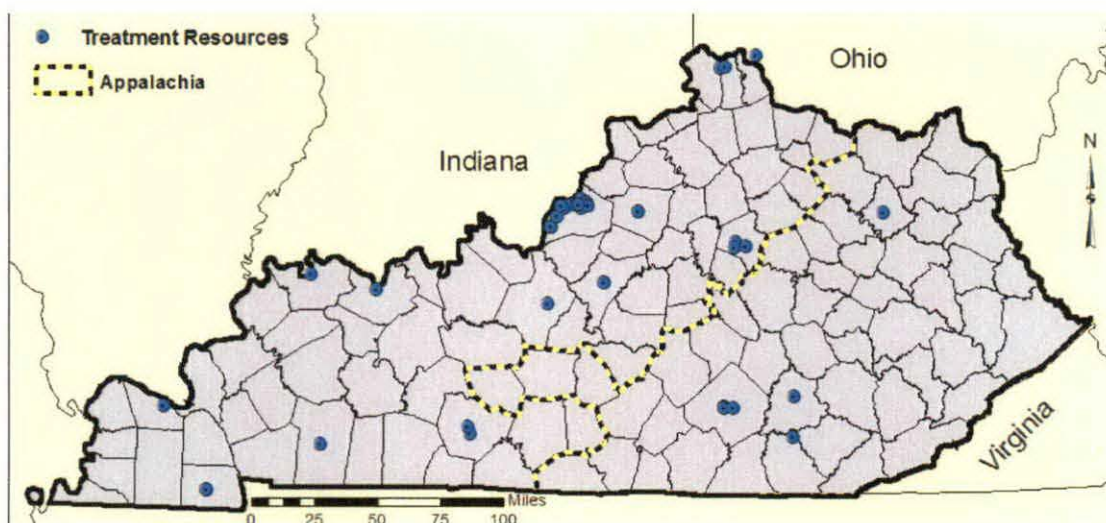 Treatment Resources
Appalachia
Ohio
Indiana
N
S
Virginia
Miles
0 25 50 75 100